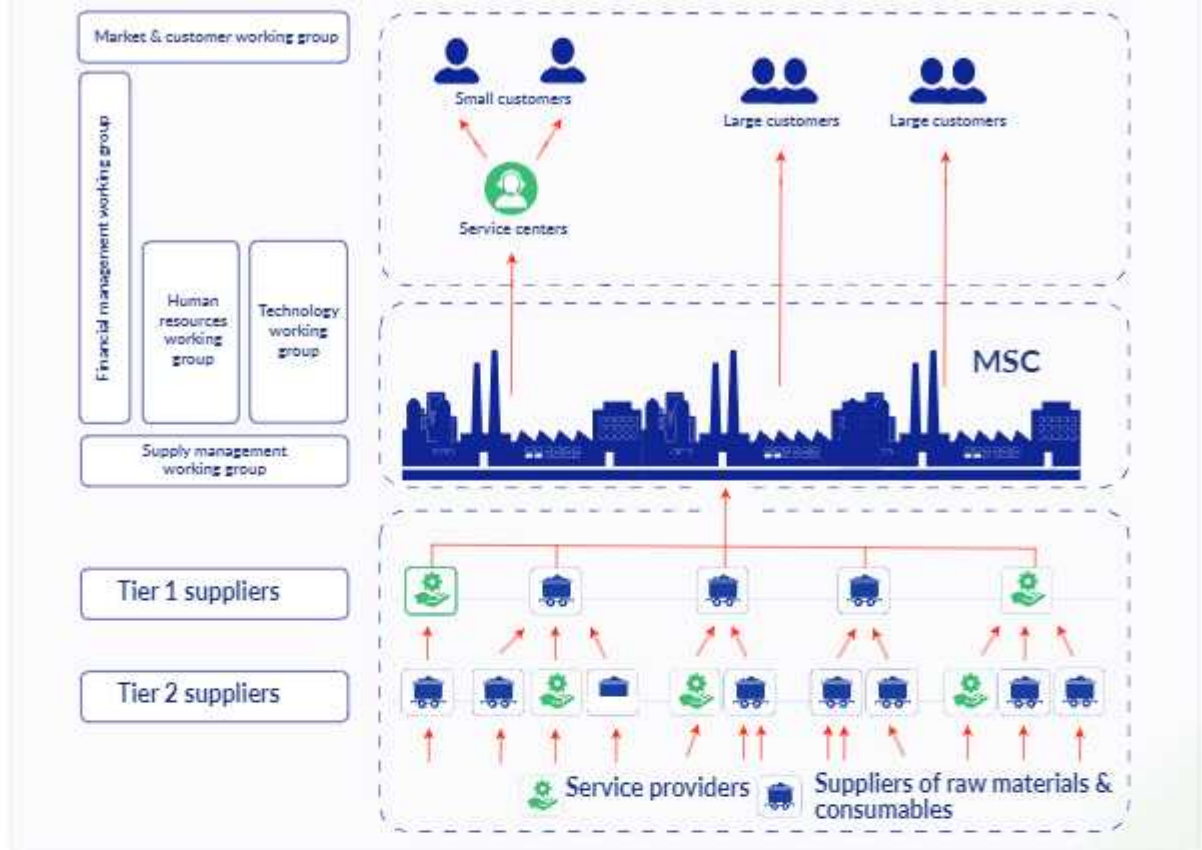 Market & customer working group
Financial management working group
Human
resources
working
group
Technology
working
group
Supply management
working group
Small customers
Large customers
Large customers
Service centers
MSC
Tier 1 suppliers
Tier 2 suppliers
Service providers
Suppliers of raw materials &
consumables